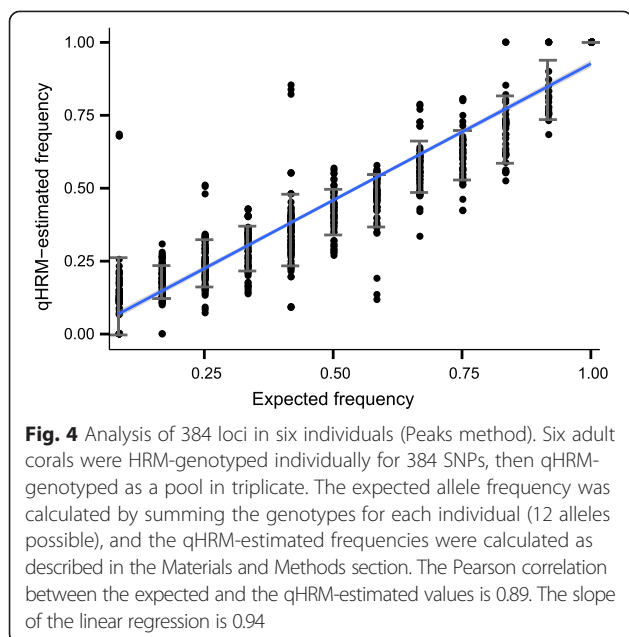 1.00
0.75
0.50
0.25
0.00
qHRM−estimated frequency
0.25 0.50 0.75 1.00
Expected frequency
Fig. 4 Analysis of 384 loci in six individuals (Peaks method). Six adult
corals were HRM-genotyped individually for 384 SNPs, then qHRM-
genotyped as a pool in triplicate. The expected allele frequency was
calculated by summing the genotypes for each individual (12 alleles
possible), and the qHRM-estimated frequencies were calculated as
described in the Materials and Methods section. The Pearson correlation
between the expected and the qHRM-estimated values is 0.89. The slope
of the linear regression is 0.94